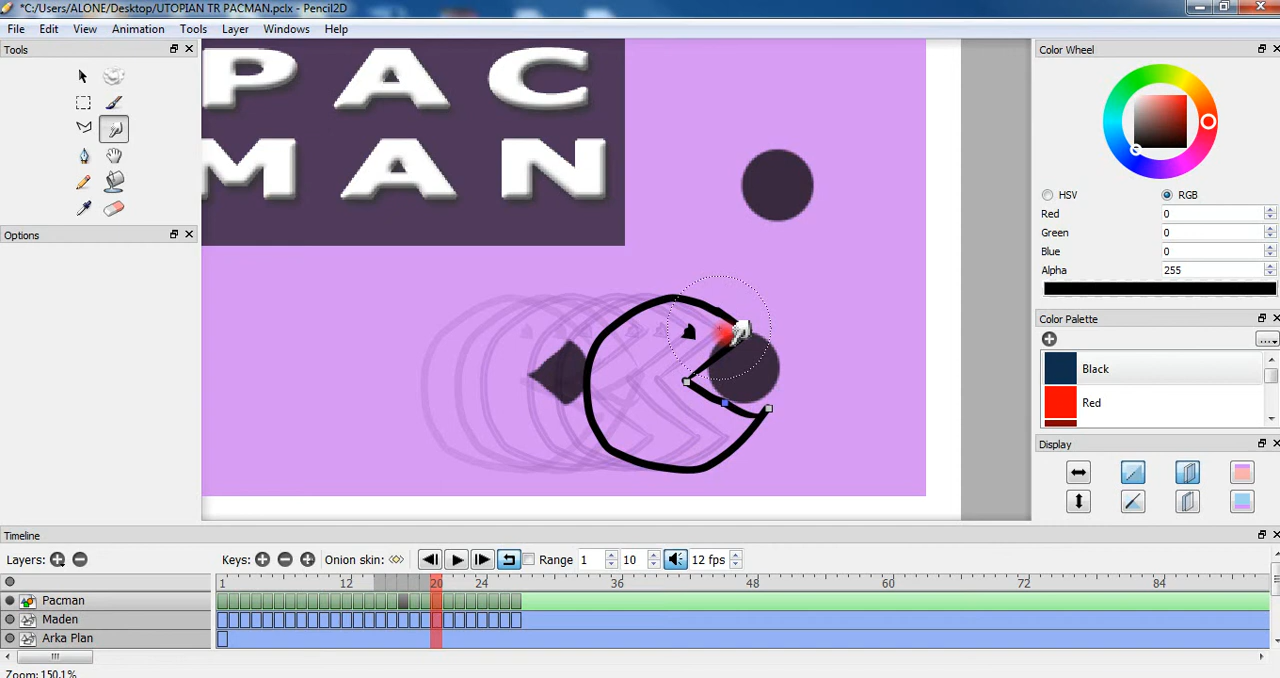 *C:/Users/ALONE/Desktop/UTOPIAN TR PACMAN.pclx - Pencil2D
File Edit View Animation Tools Layer Windows Help
Tools
Options
PAC
MAN
Color Wheel
HSV RGB
Red 0
Green 0
Blue 0
Alpha 255
Color Palette
...
Black
Red
Display
Timeline
Layers: Keys: Onion skin: Range 1 10 12 fps
1 12 20 24 36 48 60 72 84
Pacman
Maden
Arka Plan
Zoom: 150.1%